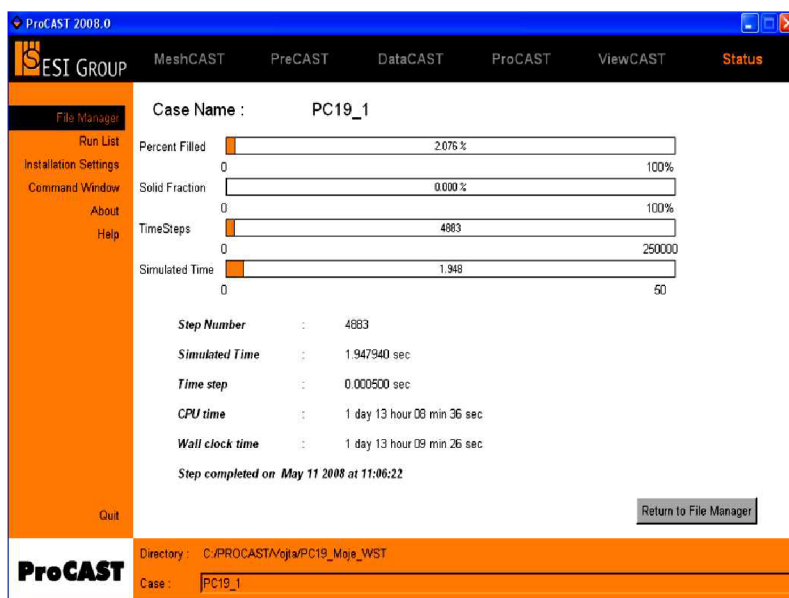 ProCAST 2008.0
ESI GROUP
MeshCAST PreCAST DataCAST ProCAST ViewCAST Status
File Manager
Run List
Installation Settings
Command Window
About
Help
Quit
Case Name : PC19_1
Percent Filled 2.076 %
0 100%
Solid Fraction 0.000 %
0 100%
TimeSteps 4883
0 250000
Simulated Time 1.948
0 50
Step Number : 4883
Simulated Time : 1.947940 sec
Time step : 0.000500 sec
CPU time : 1 day 13 hour 08 min 36 sec
Wall clock time : 1 day 13 hour 09 min 26 sec
Step completed on May 11 2008 at 11:06:22
Return to File Manager
ProCAST
Directory : C:/PROCAST/Vojta/PC19_Moje_WST
Case : PC19_1